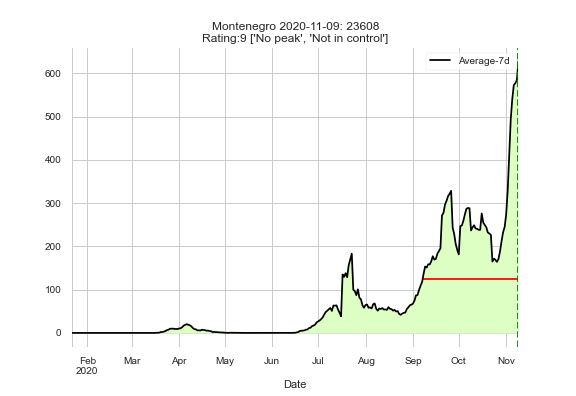 Montenegro 2020-11-09: 23608
Rating:9 ['No peak', 'Not in control']
Average-7d
600
500
400
300
200
100
0
Feb Mar Apr May Jun Jul Aug Sep Oct Nov
2020
Date